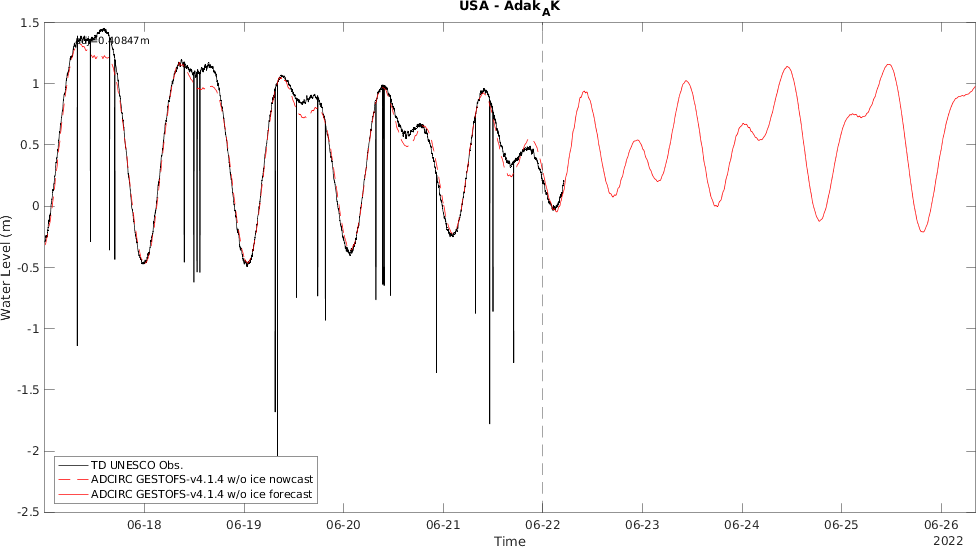 USA - AdakAK
=0.40847m
1.5
1
0.5
0
-0.5
-1
-1.5
-2
-2.5
Water Level (m)
TD UNESCO Obs.
ADCIRC GESTOFS-v4.1.4 w/o ice nowcast
ADCIRC GESTOFS-v4.1.4 w/o ice forecast
06-18 06-19 06-20 06-21 06-22 06-23 06-24 06-25 06-26
Time
2022